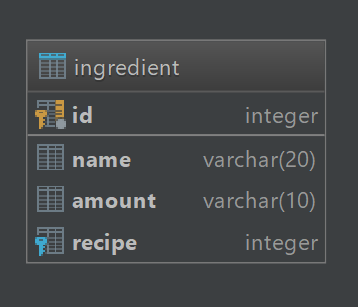 ingredient
id integer
name varchar(20)
amount varchar(10)
recipe integer